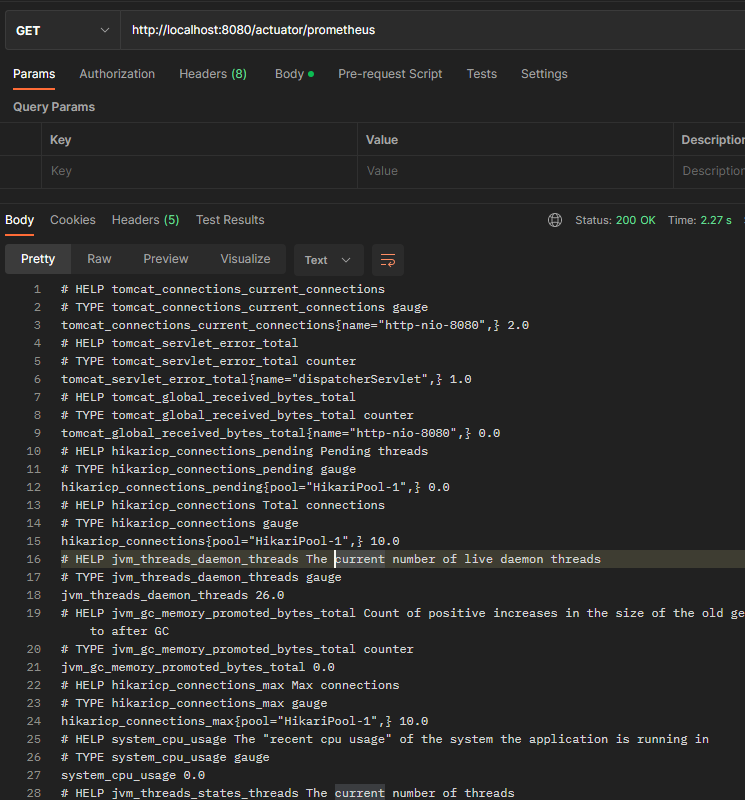 GET http://localhost:8080/actuator/prometheus
Params Authorization Headers (8) Body Pre-request Script Tests Settings
Query Params
Key Value Description
Key Value Description
Body Cookies Headers (5) Test Results Status: 200 OK Time: 2.27 s
Pretty Raw Preview Visualize Text
1 # HELP tomcat_connections_current_connections
2 # TYPE tomcat_connections_current_connections gauge
3 tomcat_connections_current_connections{name="http-nio-8080",} 2.0
4 # HELP tomcat_servlet_error_total
5 # TYPE tomcat_servlet_error_total counter
6 tomcat_servlet_error_total{name="dispatcherServlet",} 1.0
7 # HELP tomcat_global_received_bytes_total
8 # TYPE tomcat_global_received_bytes_total counter
9 tomcat_global_received_bytes_total{name="http-nio-8080",} 0.0
10 # HELP hikaricp_connections_pending Pending threads
11 # TYPE hikaricp_connections_pending gauge
12 hikaricp_connections_pending{pool="HikariPool-1",} 0.0
13 # HELP hikaricp_connections Total connections
14 # TYPE hikaricp_connections gauge
15 hikaricp_connections{pool="HikariPool-1",} 10.0
16 # HELP jvm_threads_daemon_threads The current number of live daemon threads
17 # TYPE jvm_threads_daemon_threads gauge
18 jvm_threads_daemon_threads 26.0
19 # HELP jvm_gc_memory_promoted_bytes_total Count of positive increases in the size of the old ge
to after GC
20 # TYPE jvm_gc_memory_promoted_bytes_total counter
21 jvm_gc_memory_promoted_bytes_total 0.0
22 # HELP hikaricp_connections_max Max connections
23 # TYPE hikaricp_connections_max gauge
24 hikaricp_connections_max{pool="HikariPool-1",} 10.0
25 # HELP system_cpu_usage The "recent cpu usage" of the system the application is running in
26 # TYPE system_cpu_usage gauge
27 system_cpu_usage 0.0
28 # HELP jvm_threads_states_threads The current number of threads